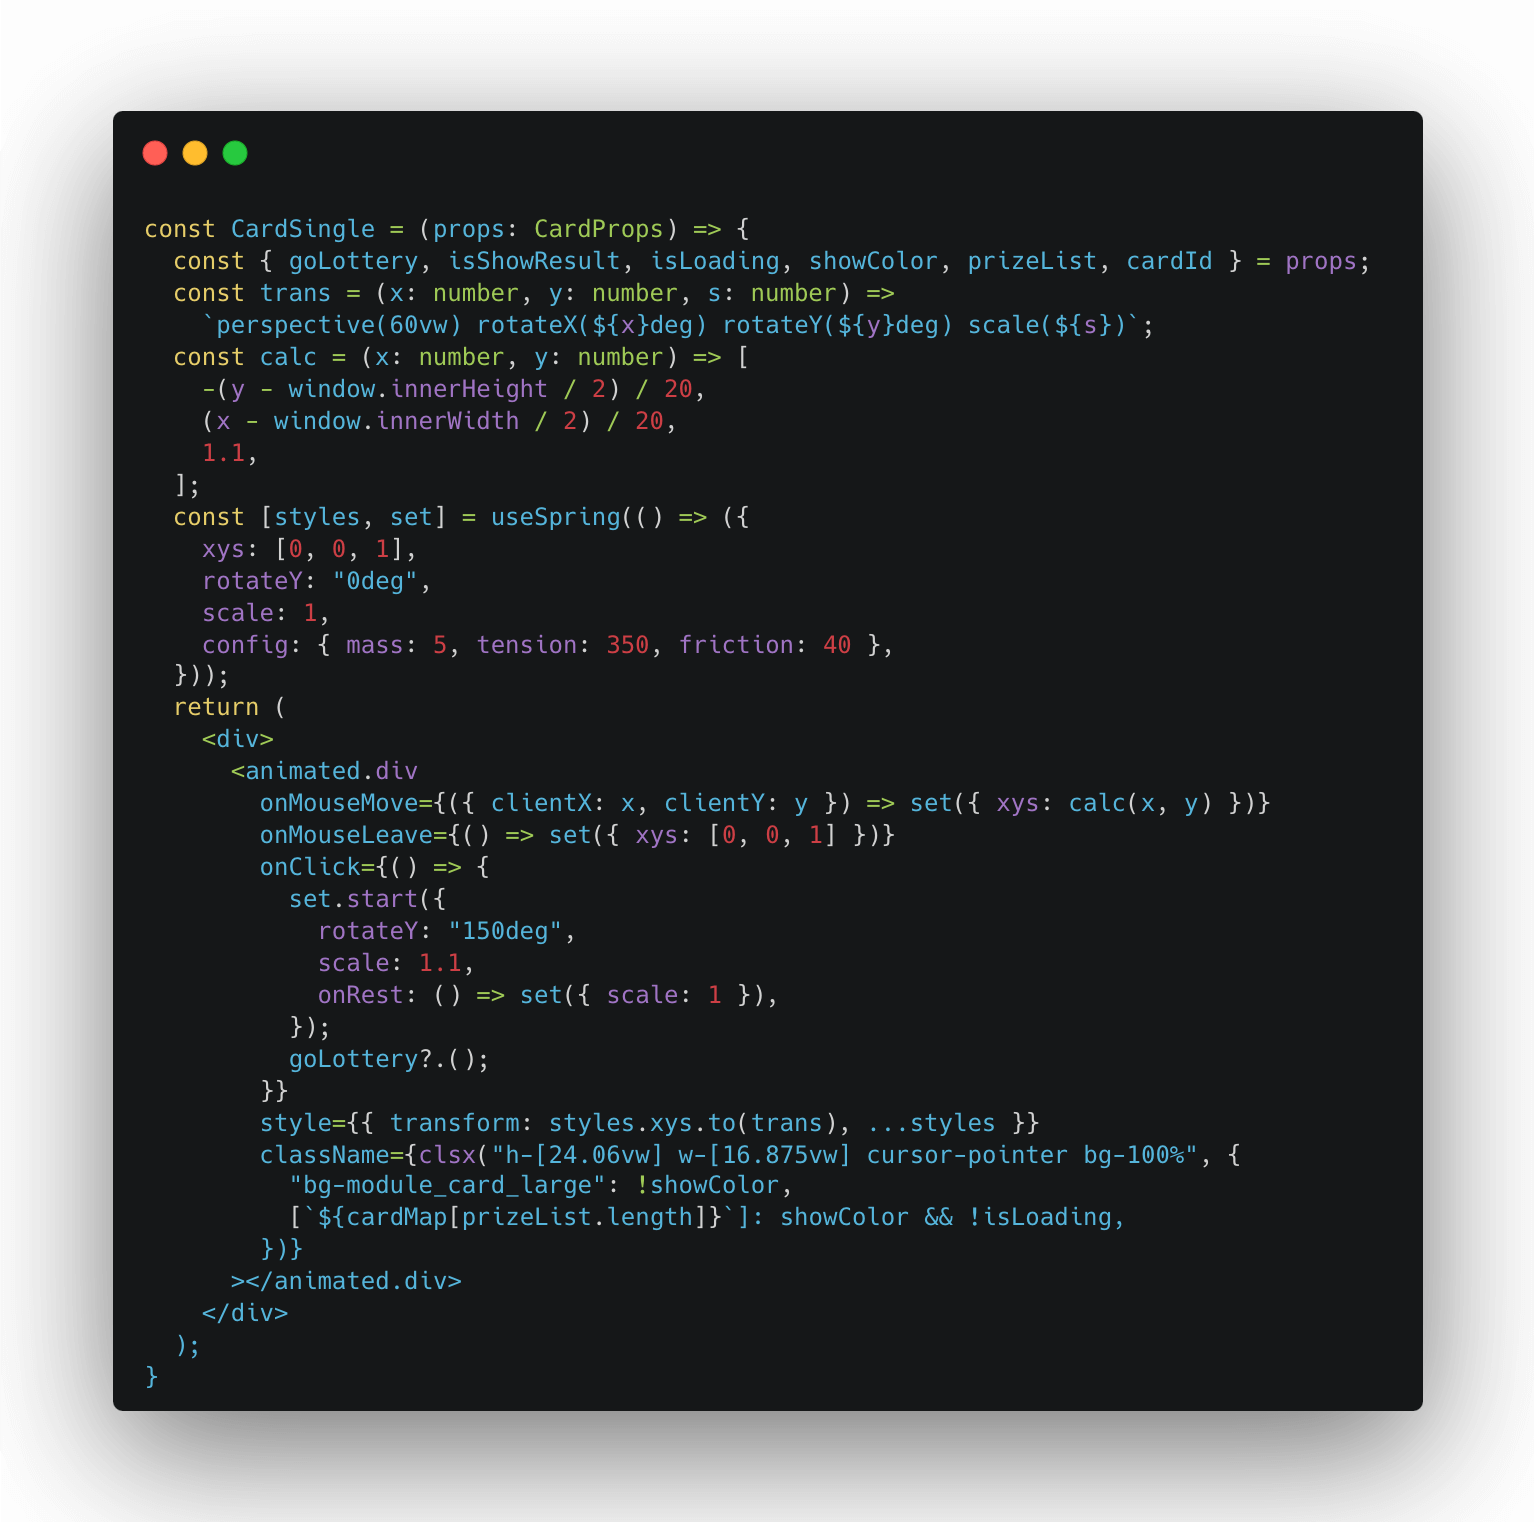 const CardSingle = (props: CardProps) => {
  const { goLottery, isShowResult, isLoading, showColor, prizeList, cardId } = props;
  const trans = (x: number, y: number, s: number) =>
    `perspective(60vw) rotateX(${x}deg) rotateY(${y}deg) scale(${s})`;
  const calc = (x: number, y: number) => [
    -(y - window.innerHeight / 2) / 20,
    (x - window.innerWidth / 2) / 20,
    1.1,
  ];
  const [styles, set] = useSpring(() => ({
    xys: [0, 0, 1],
    rotateY: "0deg",
    scale: 1,
    config: { mass: 5, tension: 350, friction: 40 },
  }));
  return (
    <div>
      <animated.div
        onMouseMove={({ clientX: x, clientY: y }) => set({ xys: calc(x, y) })}
        onMouseLeave={() => set({ xys: [0, 0, 1] })}
        onClick={() => {
          set.start({
            rotateY: "150deg",
            scale: 1.1,
            onRest: () => set({ scale: 1 }),
          });
          goLottery?.();
        }}
        style={{ transform: styles.xys.to(trans), ...styles }}
        className={clsx("h-[24.06vw] w-[16.875vw] cursor-pointer bg-100%", {
          "bg-module_card_large": !showColor,
          [`${cardMap[prizeList.length]}`]: showColor && !isLoading,
        })}
      ></animated.div>
    </div>
  );
}